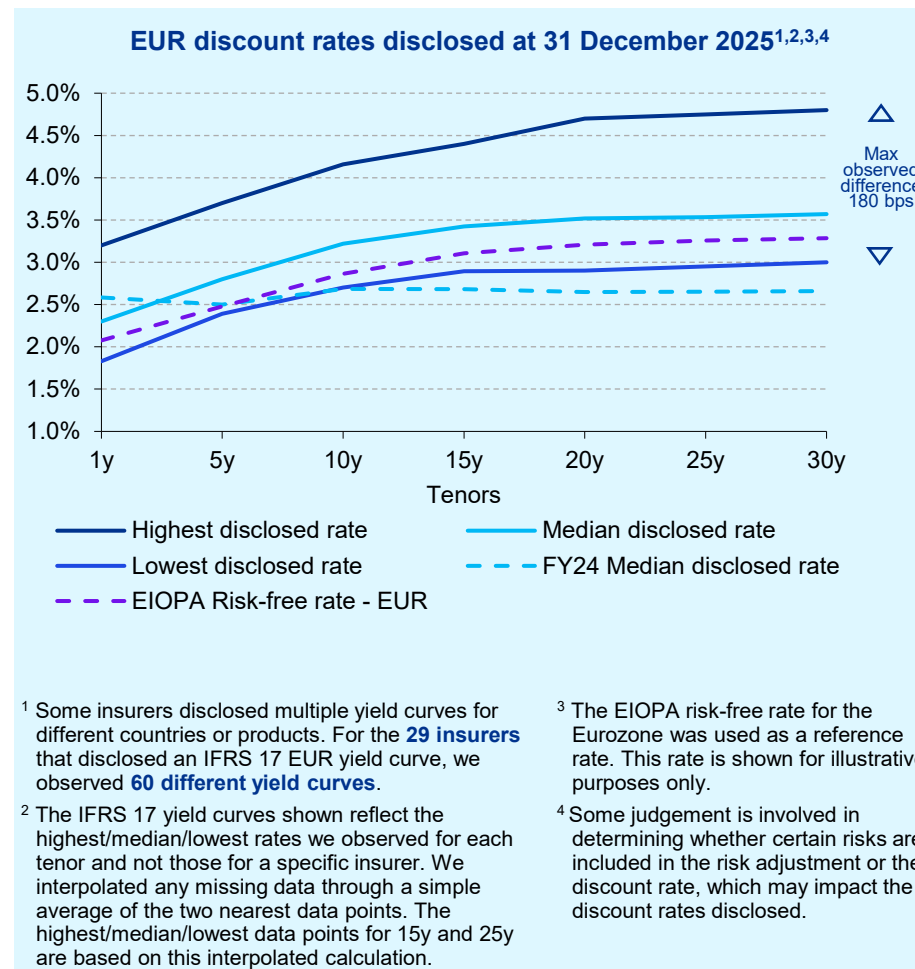 EUR discount rates disclosed at 31 December 20251,2,3,4
5.0%
4.5%
4.0%
3.5%
3.0%
2.5%
2.0%
1.5%
1.0%
Max
observed
difference
180 bps
1y 5y 10y 15y 20y 25y 30y
Tenors
Highest disclosed rate
Median disclosed rate
Lowest disclosed rate
FY24 Median disclosed rate
EIOPA Risk-free rate - EUR
1 Some insurers disclosed multiple yield curves for
different countries or products. For the 29 insurers
that disclosed an IFRS 17 EUR yield curve, we
observed 60 different yield curves.
2 The IFRS 17 yield curves shown reflect the
highest/median/lowest rates we observed for each
tenor and not those for a specific insurer. We
interpolated any missing data through a simple
average of the two nearest data points. The
highest/median/lowest data points for 15y and 25y
are based on this interpolated calculation.
3 The EIOPA risk-free rate for the
Eurozone was used as a reference
rate. This rate is shown for illustrative
purposes only.
4 Some judgement is involved in
determining whether certain risks are
included in the risk adjustment or the
discount rate, which may impact the
discount rates disclosed.